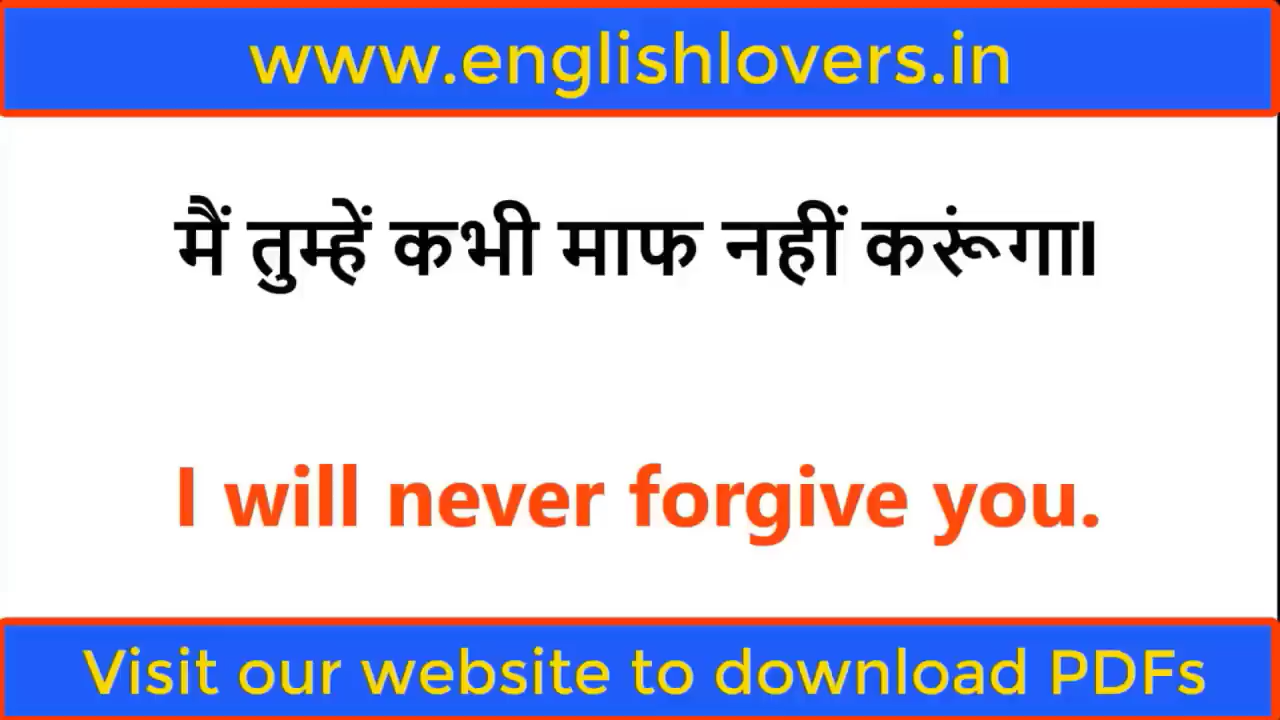 www.englishlovers.in
मैं तुम्हें कभी माफ नहीं करूंगा।
I will never forgive you.
Visit our website to download PDFs